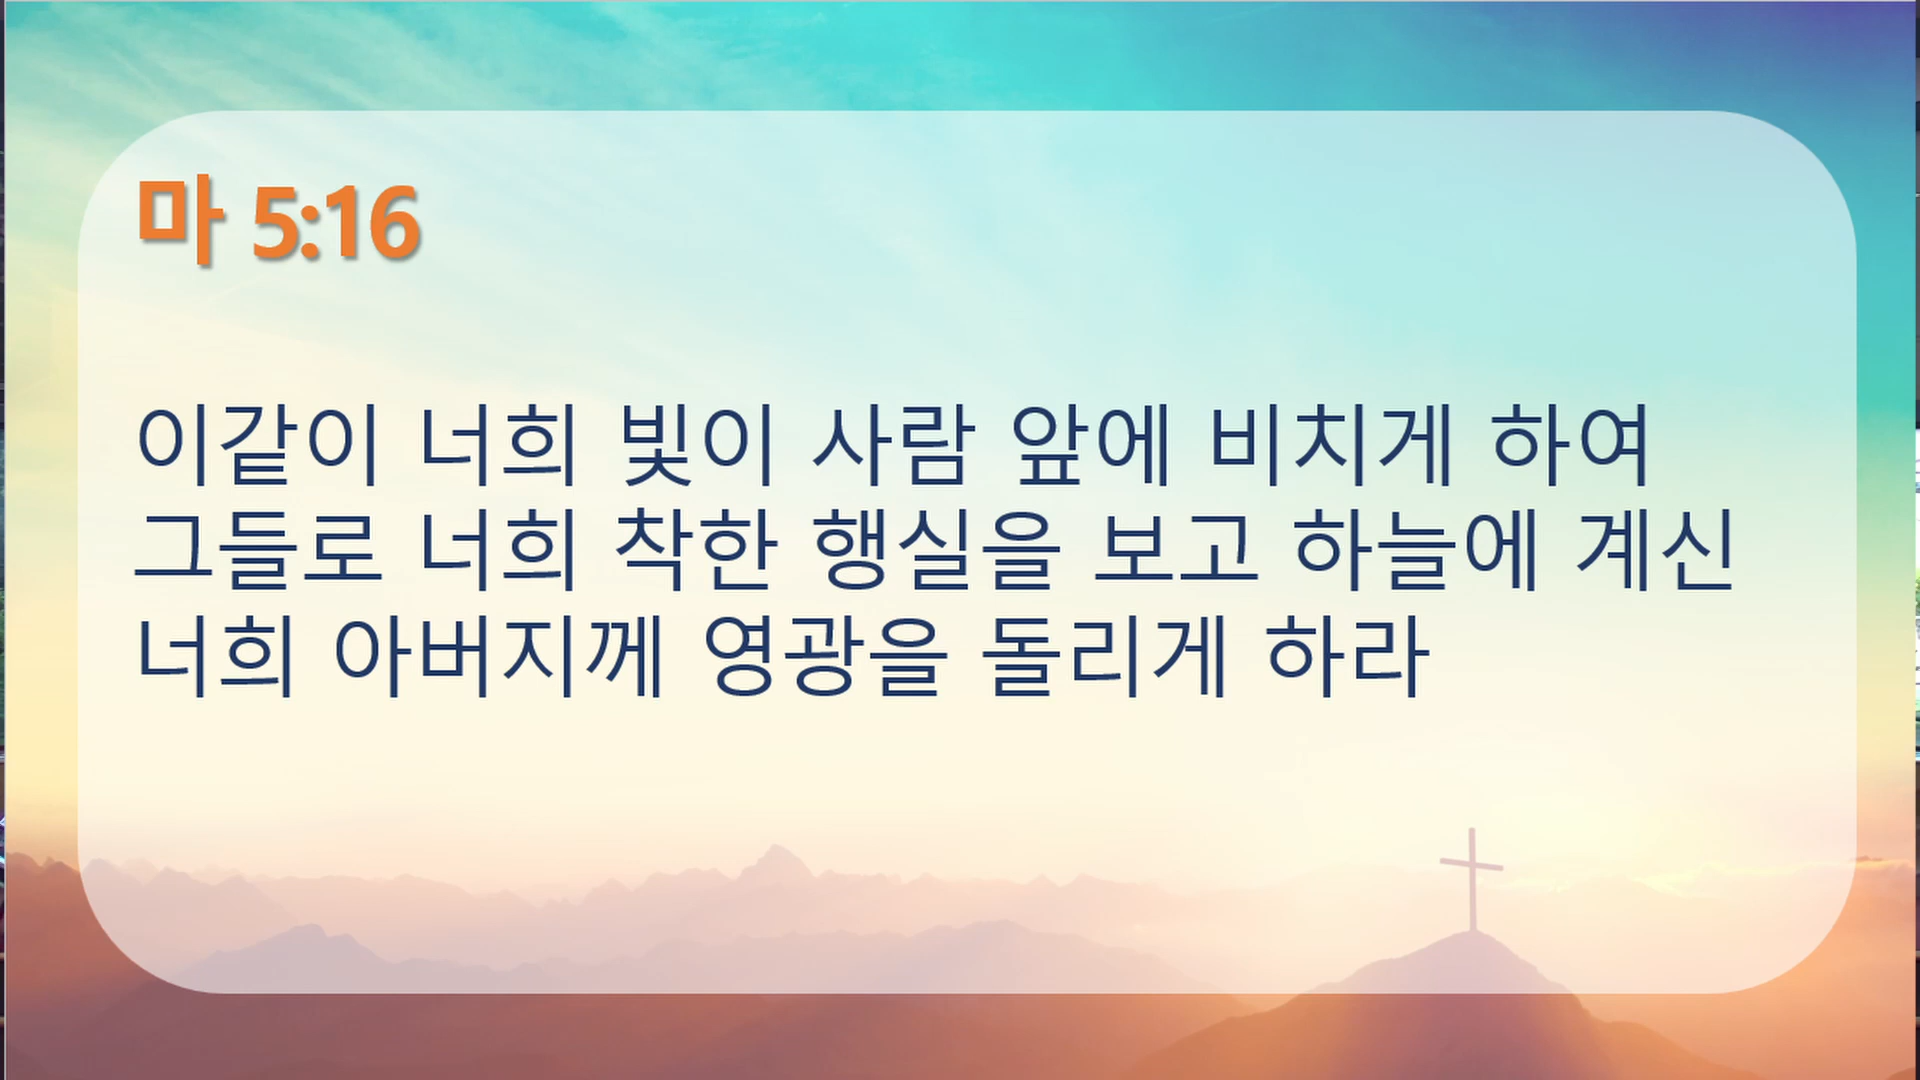 마 5:16
이같이 너희 빛이 사람 앞에 비치게 하여
그들로 너희 착한 행실을 보고 하늘에 계신
너희 아버지께 영광을 돌리게 하라